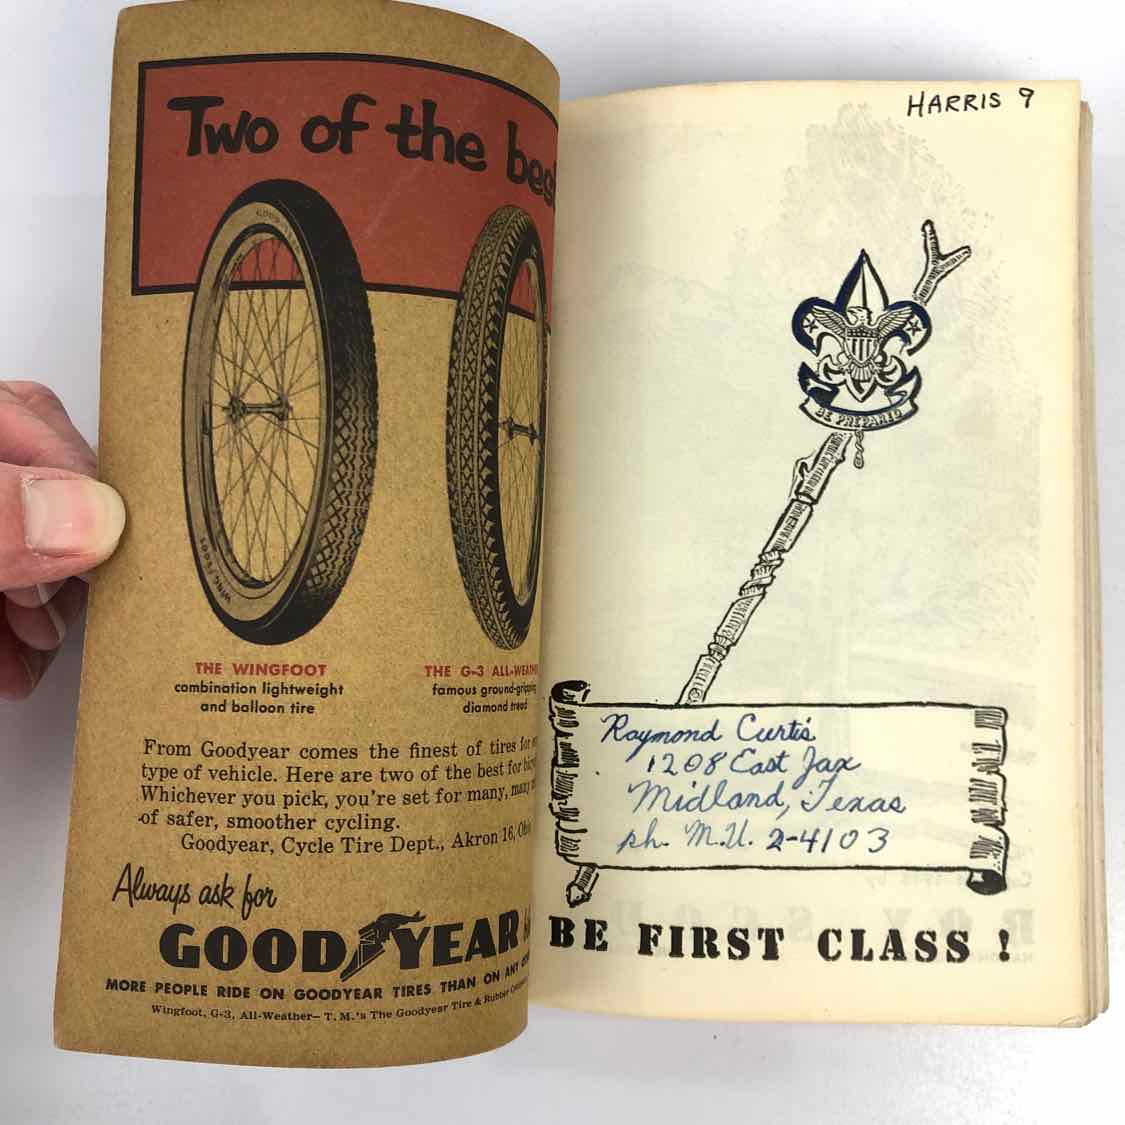 Two of the bes
GOOD
WINGFOOT
THE WINGFOOT
combination lightweight
and balloon tire
THE G-3 ALL-WEATHE
famous ground-gripping
diamond tread
From Goodyear comes the finest of tires for
type of vehicle. Here are two of the best for
Whichever you pick, you're set for many, many
of safer, smoother cycling.
Goodyear, Cycle Tire Dept., Akron 16, Ohio
Always ask for
GOODYEAR
MORE PEOPLE RIDE ON GOODYEAR TIRES THAN ON ANY
Wingfoot, G-3, All-Weather— T. M.'s The Goodyear Tire & Rubber
HARRIS 9
BE PREPARED
Raymond Curtis
1208 East Jax
Midland, Texas
ph. M.U. 2-4103
BE FIRST CLASS !